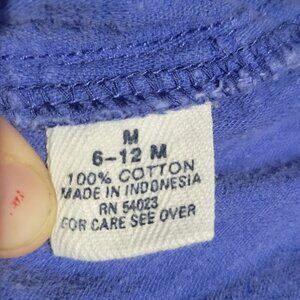 M
6-12 M
100% COTTON
MADE IN INDONESIA
RN 54023
FOR CARE SEE OVER